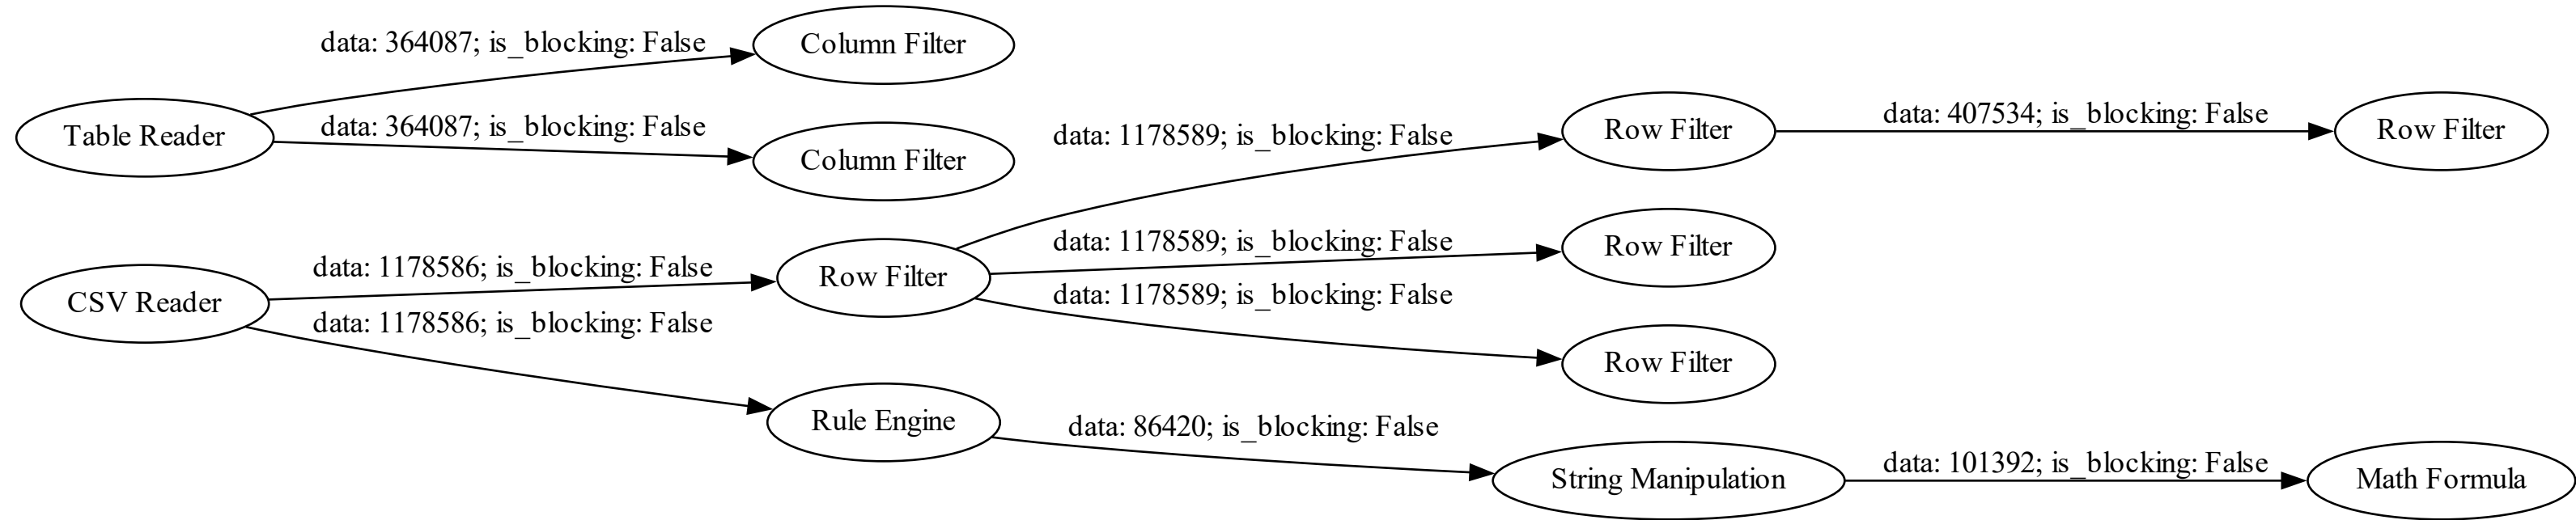 data: 364087; is_blocking: False
Column Filter
Table Reader
data: 364087; is_blocking: False
Column Filter
data: 1178589; is_blocking: False
Row Filter
data: 407534; is_blocking: False
Row Filter
CSV Reader
data: 1178586; is_blocking: False
Row Filter
data: 1178589; is_blocking: False
Row Filter
data: 1178589; is_blocking: False
Row Filter
data: 1178586; is_blocking: False
Rule Engine
data: 86420; is_blocking: False
String Manipulation
data: 101392; is_blocking: False
Math Formula